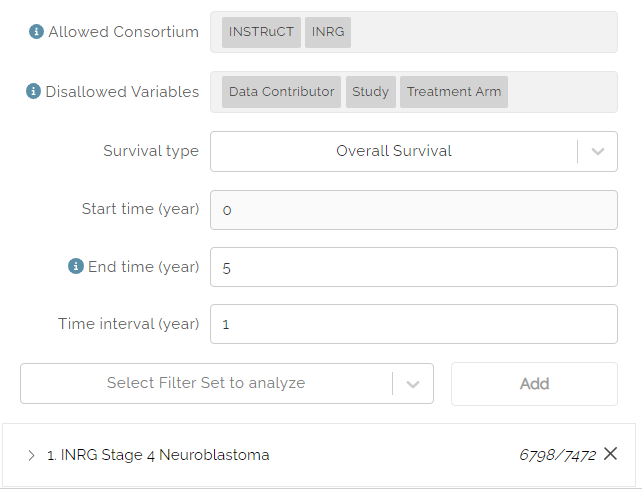 Allowed Consortium INSTRuCT INRG
Disallowed Variables Data Contributor Study Treatment Arm
Survival type Overall Survival
Start time (year) 0
End time (year) 5
Time interval (year) 1
Select Filter Set to analyze Add
1. INRG Stage 4 Neuroblastoma 6798/7472